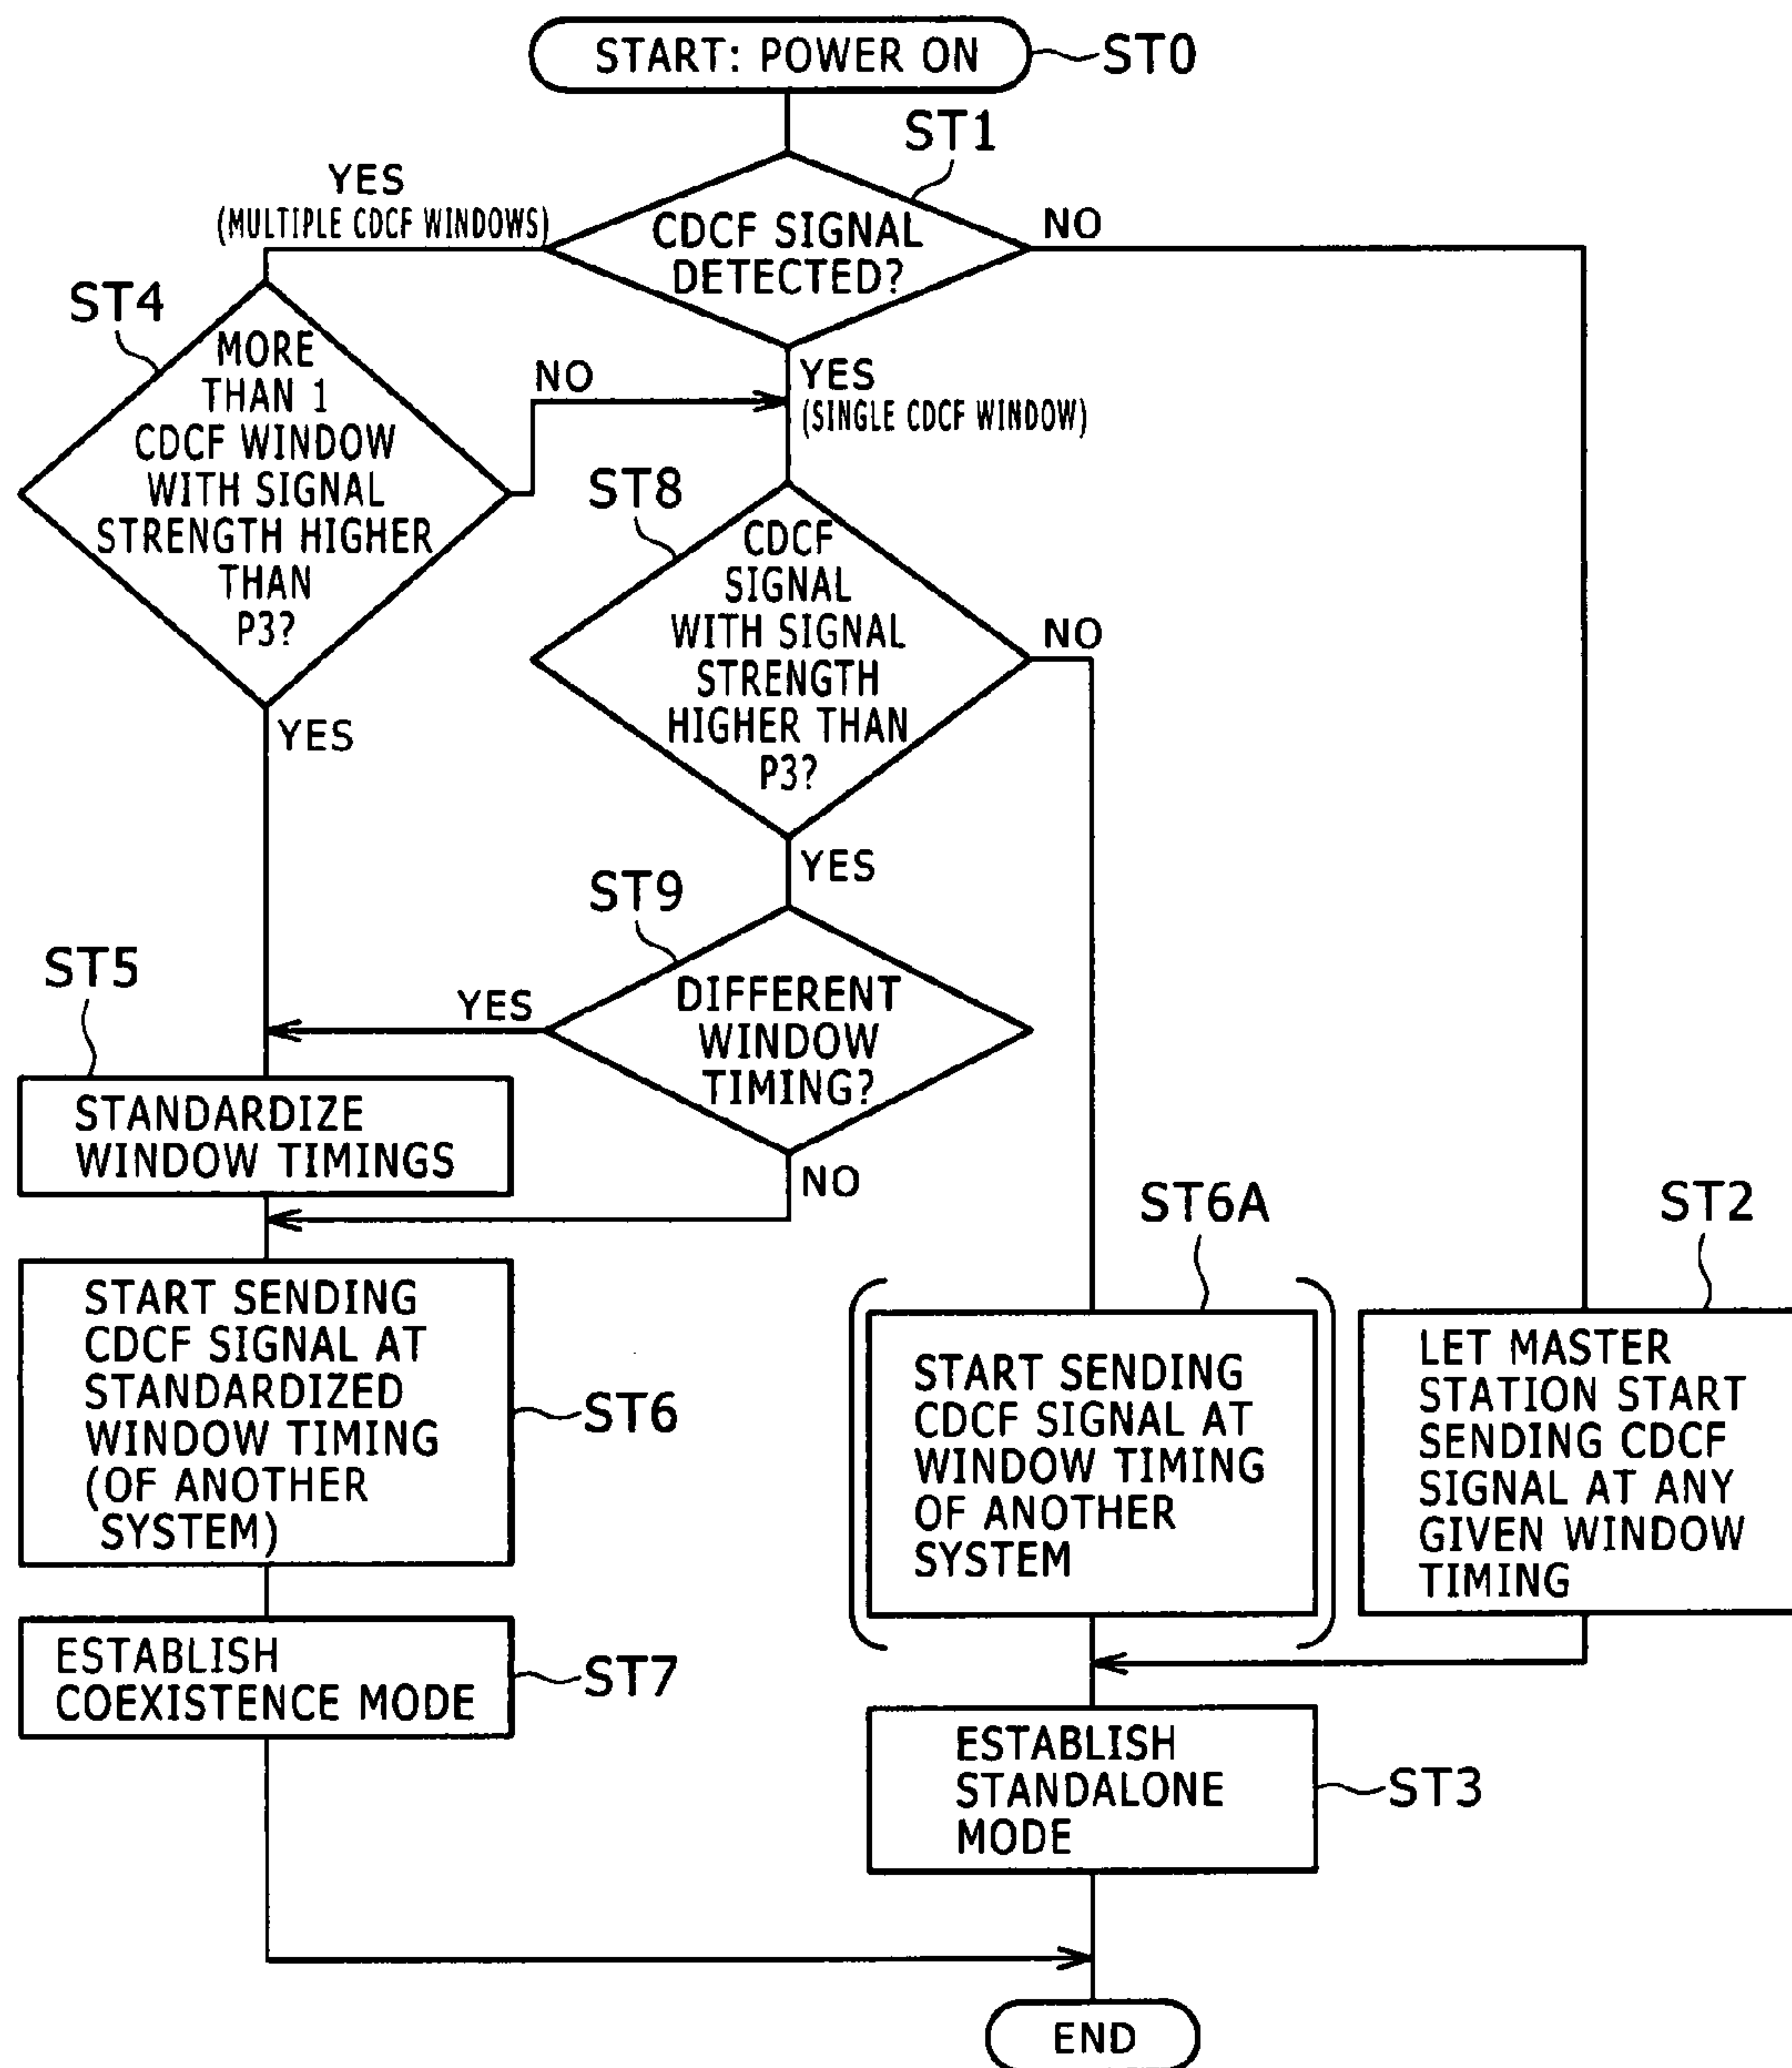 START: POWER ON
ST0
ST1
YES
(MULTIPLE CDCF WINDOWS)
CDCF SIGNAL
DETECTED?
NO
ST4
MORE
THAN 1
CDCF WINDOW
WITH SIGNAL
STRENGTH HIGHER
THAN
P3?
NO
YES
(SINGLE CDCF WINDOW)
ST8
CDCF
SIGNAL
WITH SIGNAL
STRENGTH
HIGHER THAN
P3?
NO
YES
YES
ST9
DIFFERENT
WINDOW
TIMING?
YES
NO
ST5
STANDARDIZE
WINDOW TIMINGS
START SENDING
CDCF SIGNAL AT
STANDARDIZED
WINDOW TIMING
(OF ANOTHER
SYSTEM)
ST6
ST6A
START SENDING
CDCF SIGNAL AT
WINDOW TIMING
OF ANOTHER
SYSTEM
ST2
LET MASTER
STATION START
SENDING CDCF
SIGNAL AT ANY
GIVEN WINDOW
TIMING
ESTABLISH
COEXISTENCE MODE
ST7
ESTABLISH
STANDALONE
MODE
ST3
END